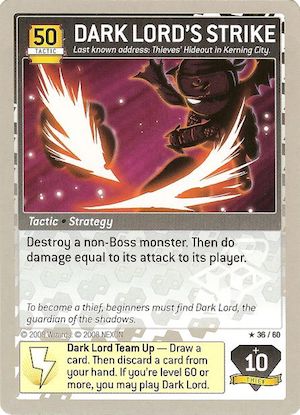 50
TACTIC
DARK LORD'S STRIKE
Last known address: Thieves' Hideout in Kerning City.
Tactic • Strategy
Destroy a non-Boss monster. Then do
damage equal to its attack to its player.
To become a thief, beginners must find Dark Lord, the
guardian of the shadows.
© 2008 Wizards. © 2008 NEXON
★ 36 / 60
Dark Lord Team Up — Draw a
card. Then discard a card from
your hand. If you're level 60 or
more, you may play Dark Lord.
+
10
THIEF